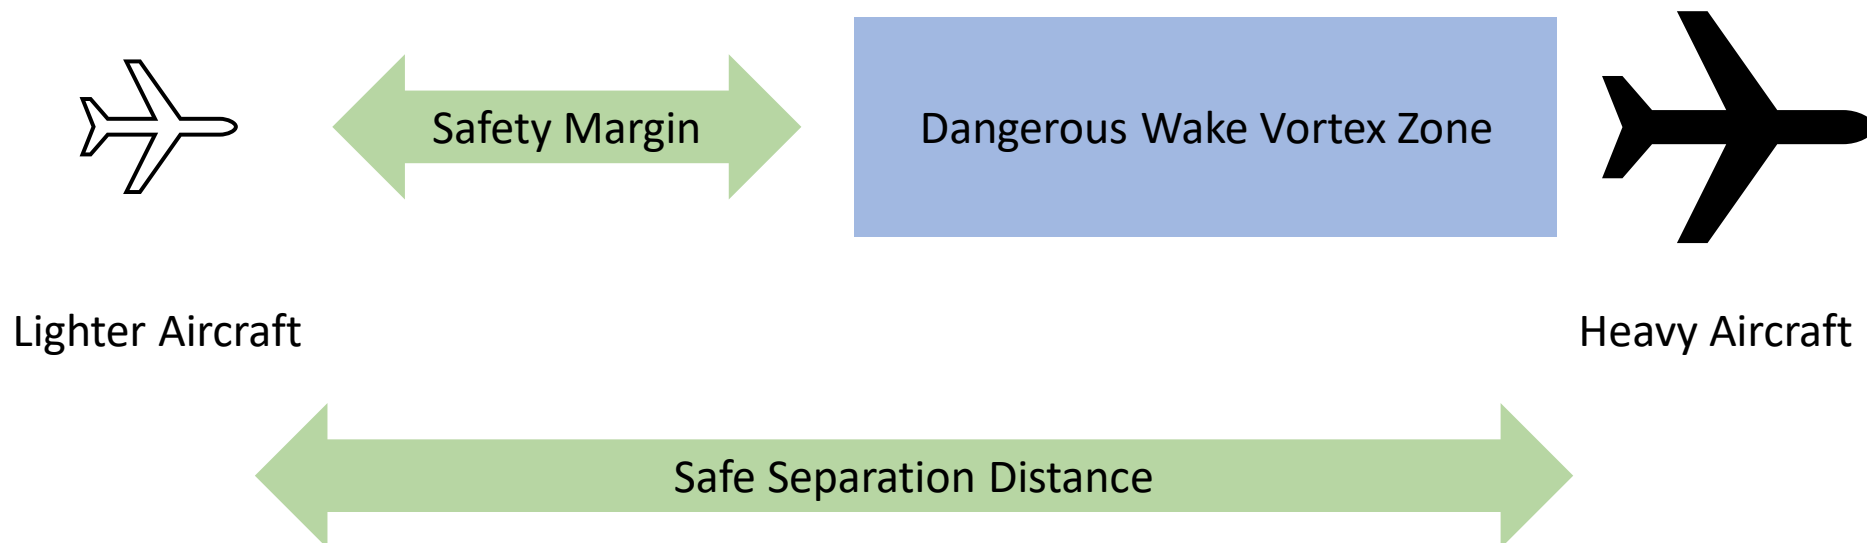 Safety Margin
Dangerous Wake Vortex Zone
Lighter Aircraft
Heavy Aircraft
Safe Separation Distance